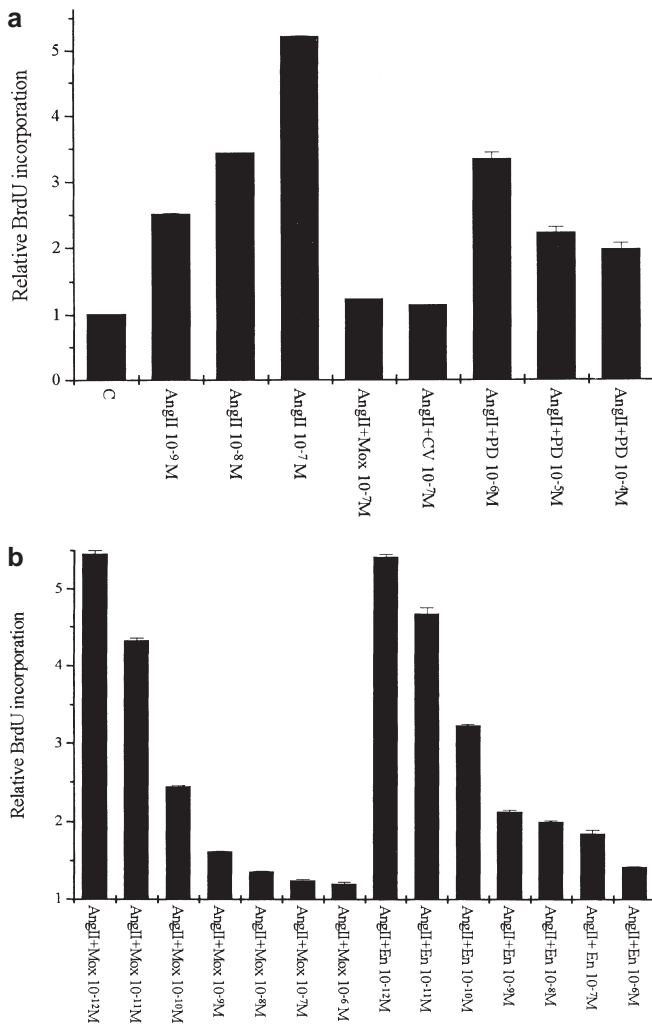 a
Relative BrdU incorporation
5
4
3
2
1
0
C
AngII 10⁻⁹M
AngII 10⁻⁸M
AngII 10⁻⁷M
AngII+Mox 10⁻⁷M
AngII+CV 10⁻⁷M
AngII+PD 10⁻⁶M
AngII+PD 10⁻⁵M
AngII+PD 10⁻⁴M
b
Relative BrdU incorporation
5
4
3
2
1
AngII+Mox 10⁻¹²M
AngII+Mox 10⁻¹¹M
AngII+Mox 10⁻¹⁰M
AngII+Mox 10⁻⁹M
AngII+Mox 10⁻⁸M
AngII+Mox 10⁻⁷M
AngII+Mox 10⁻⁶ M
AngII+En 10⁻¹²M
AngII+En 10⁻¹¹M
AngII+En 10⁻¹⁰M
AngII+En 10⁻⁹M
AngII+En 10⁻⁸M
AngII+ En 10⁻⁷M
AngII+En 10⁻⁶M